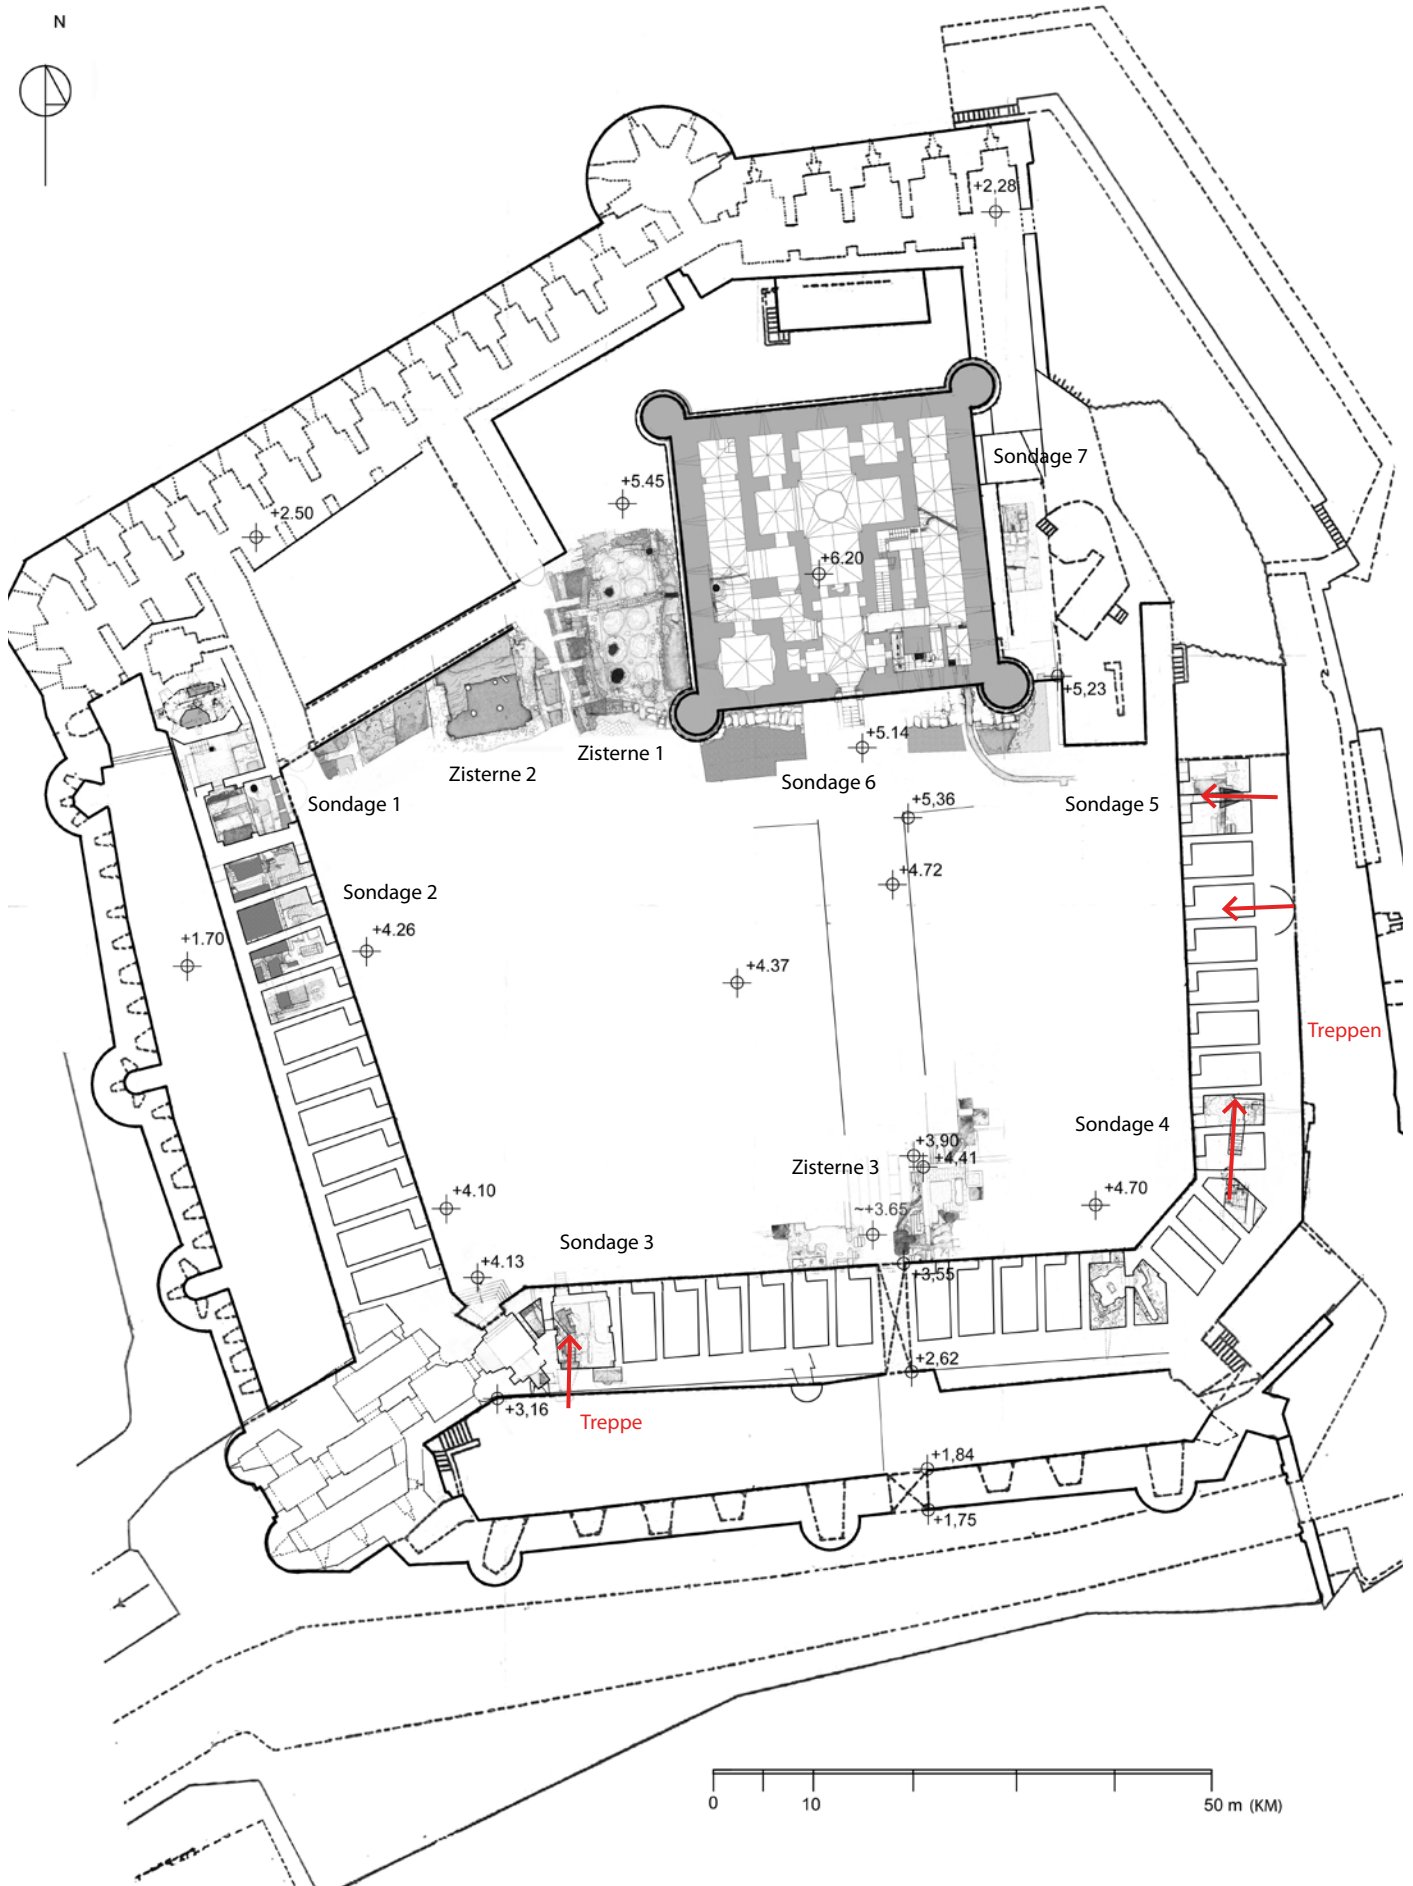 N
+2,28
Sondage 7
+5.45
+2.50
+6.20
+5,23
+5.14
Zisterne 1
Zisterne 2
Sondage 6
Sondage 1
Sondage 5
+5,36
+4.72
Sondage 2
+4.26
+1.70
+4.37
Treppen
Sondage 4
+3,90
+4,41
Zisterne 3
+4.10
+4.70
~+3.65
Sondage 3
+4.13
+3,55
+2,62
+3,16
Treppe
+1,84
+1,75
0 10 50 m (KM)